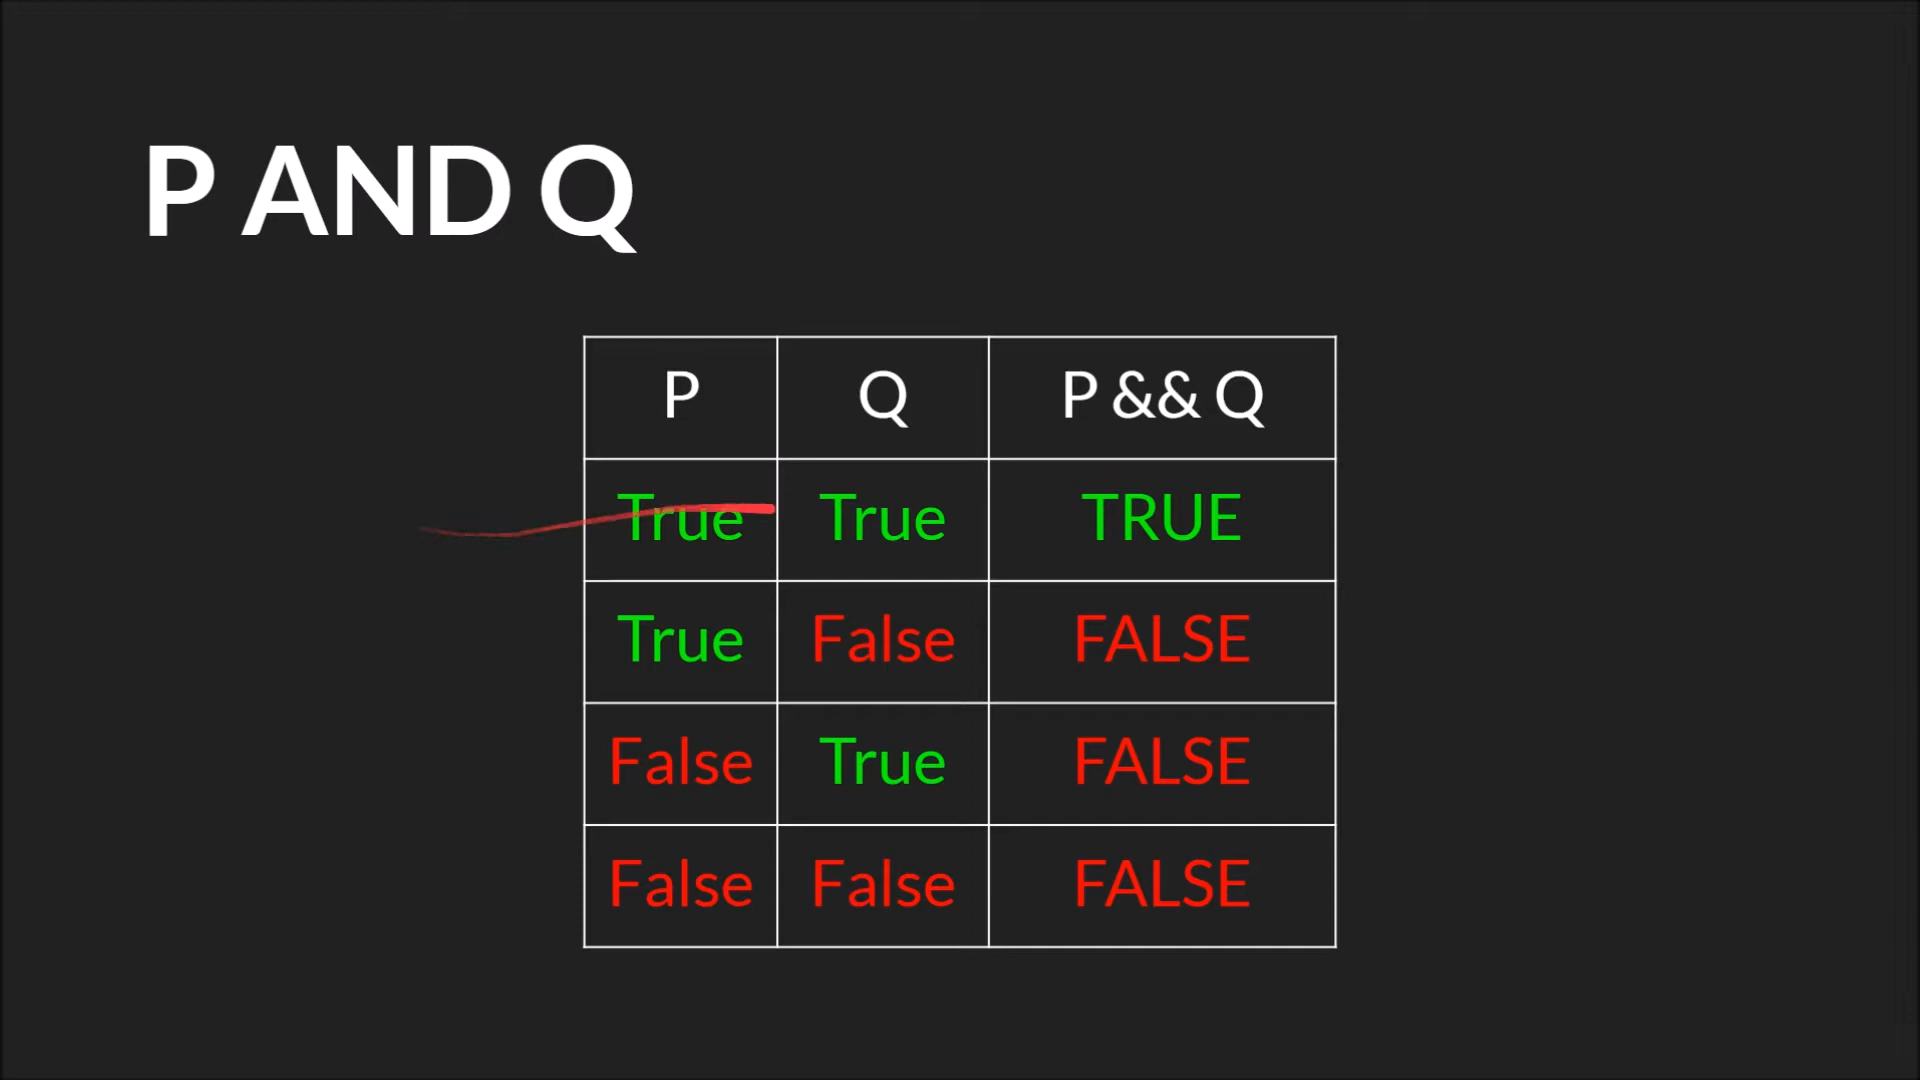 P AND Q
P Q P && Q
True True TRUE
True False FALSE
False True FALSE
False False FALSE